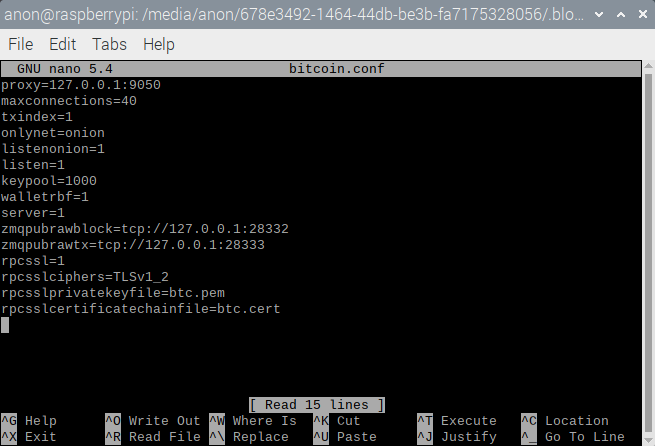 anon@raspberrypi: /media/anon/678e3492-1464-44db-be3b-fa7175328056/.blo...
File Edit Tabs Help
GNU nano 5.4 bitcoin.conf
proxy=127.0.0.1:9050
maxconnections=40
txindex=1
onlynet=onion
listenonion=1
listen=1
keypool=1000
walletrbf=1
server=1
zmqpubrawblock=tcp://127.0.0.1:28332
zmqpubrawtx=tcp://127.0.0.1:28333
rpcssl=1
rpcsslciphers=TLSv1_2
rpcsslprivatekeyfile=btc.pem
rpcsslcertificatechainfile=btc.cert
[ Read 15 lines ]
^G Help ^O Write Out ^W Where Is ^K Cut ^T Execute ^C Location
^X Exit ^R Read File ^\ Replace ^U Paste ^J Justify ^_ Go To Line